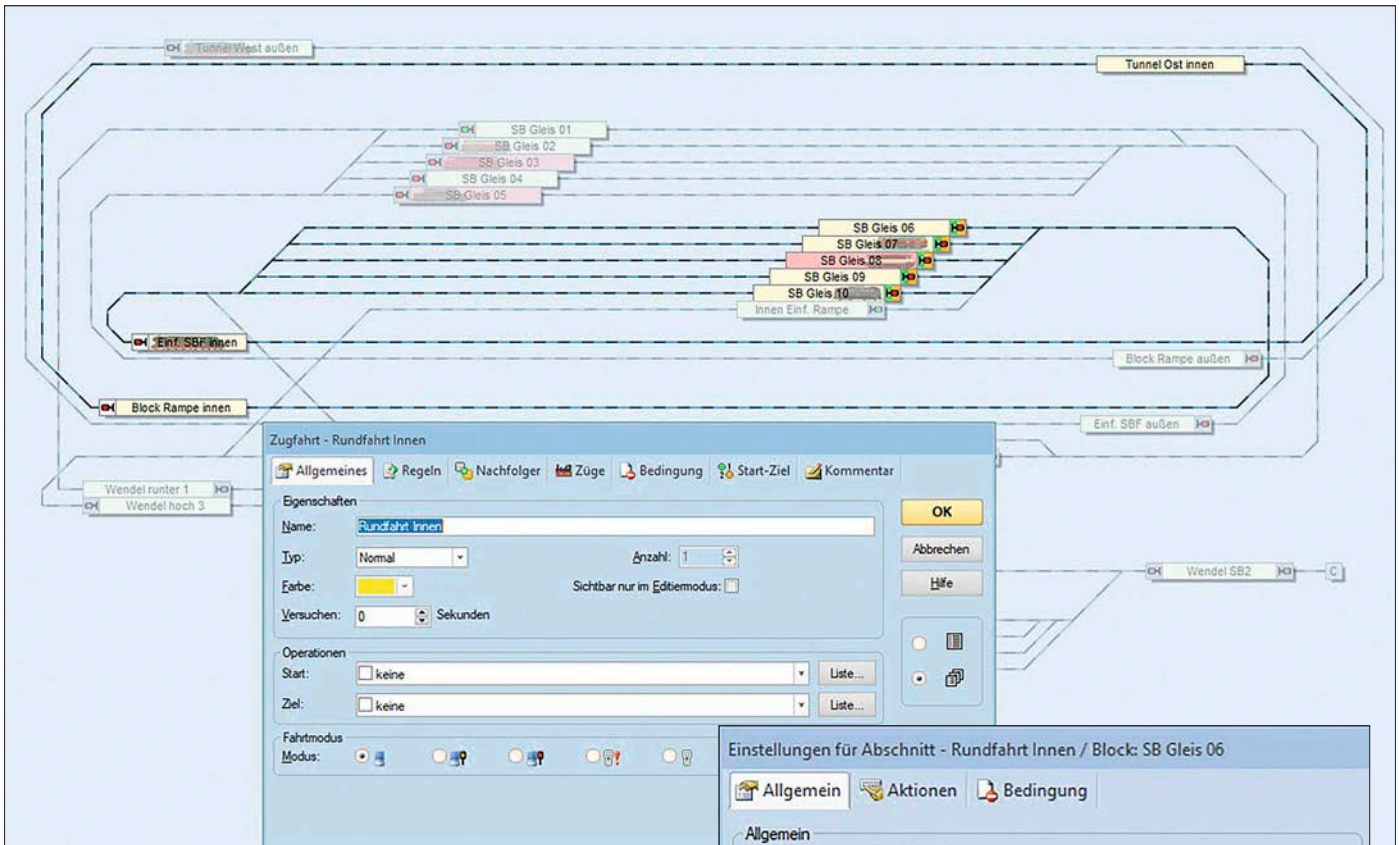 Tunnel West außen
Tunnel Ost innen
SB Gleis 01
SB Gleis 02
SB Gleis 03
SB Gleis 04
SB Gleis 05
SB Gleis 06
SB Gleis 07
SB Gleis 08
SB Gleis 09
SB Gleis 10
Innen Einf. Rampe
Einf. SBF innen
Block Rampe außen
Block Rampe innen
Einf. SBF außen
Wendel runter 1
Wendel hoch 3
Wendel SB2
C
Zugfahrt - Rundfahrt Innen
Allgemeines Regeln Nachfolger Züge Bedingung Start-Ziel Kommentar
Eigenschaften
Name: Rundfahrt Innen
Typ: Normal Anzahl: 1
Farbe: Sichtbar nur im Editiermodus:
Versuchen: 0 Sekunden
OK
Abbrechen
Hilfe
Operationen
Start: keine Liste...
Ziel: keine Liste...
Fahrtmodus
Modus:
Einstellungen für Abschnitt - Rundfahrt Innen / Block: SB Gleis 06
Allgemein Aktionen Bedingung
Allgemein